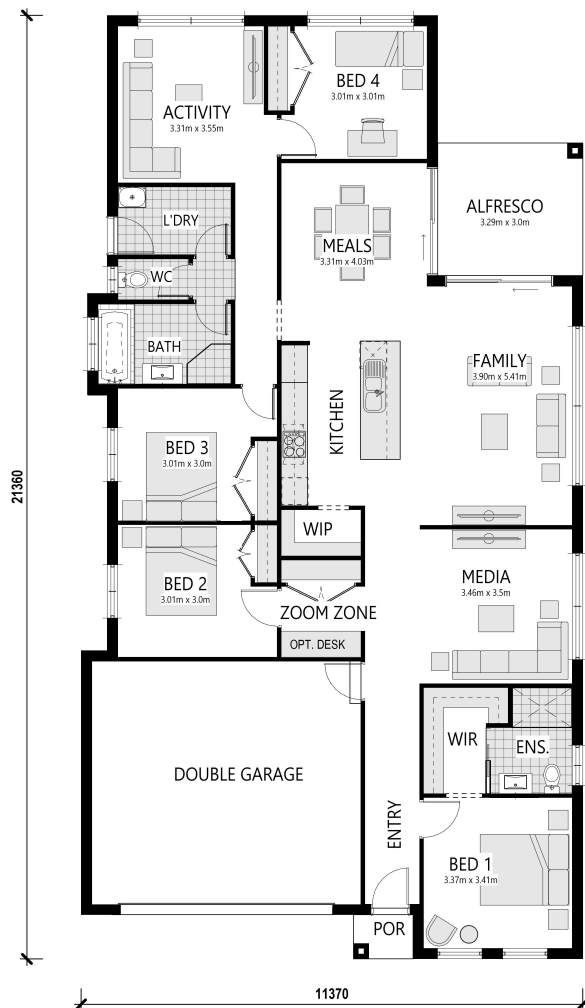 BED 4
3.01m x 3.01m
ACTIVITY
3.31m x 3.55m
ALFRESCO
3.29m x 3.0m
L'DRY
MEALS
3.31m x 4.03m
WC
BATH
FAMILY
3.90m x 5.41m
KITCHEN
BED 3
3.01m x 3.0m
21360
WIP
BED 2
3.01m x 3.0m
MEDIA
3.46m x 3.5m
ZOOM ZONE
OPT. DESK
WIR
ENS.
DOUBLE GARAGE
ENTRY
BED 1
3.37m x 3.41m
POR
11370